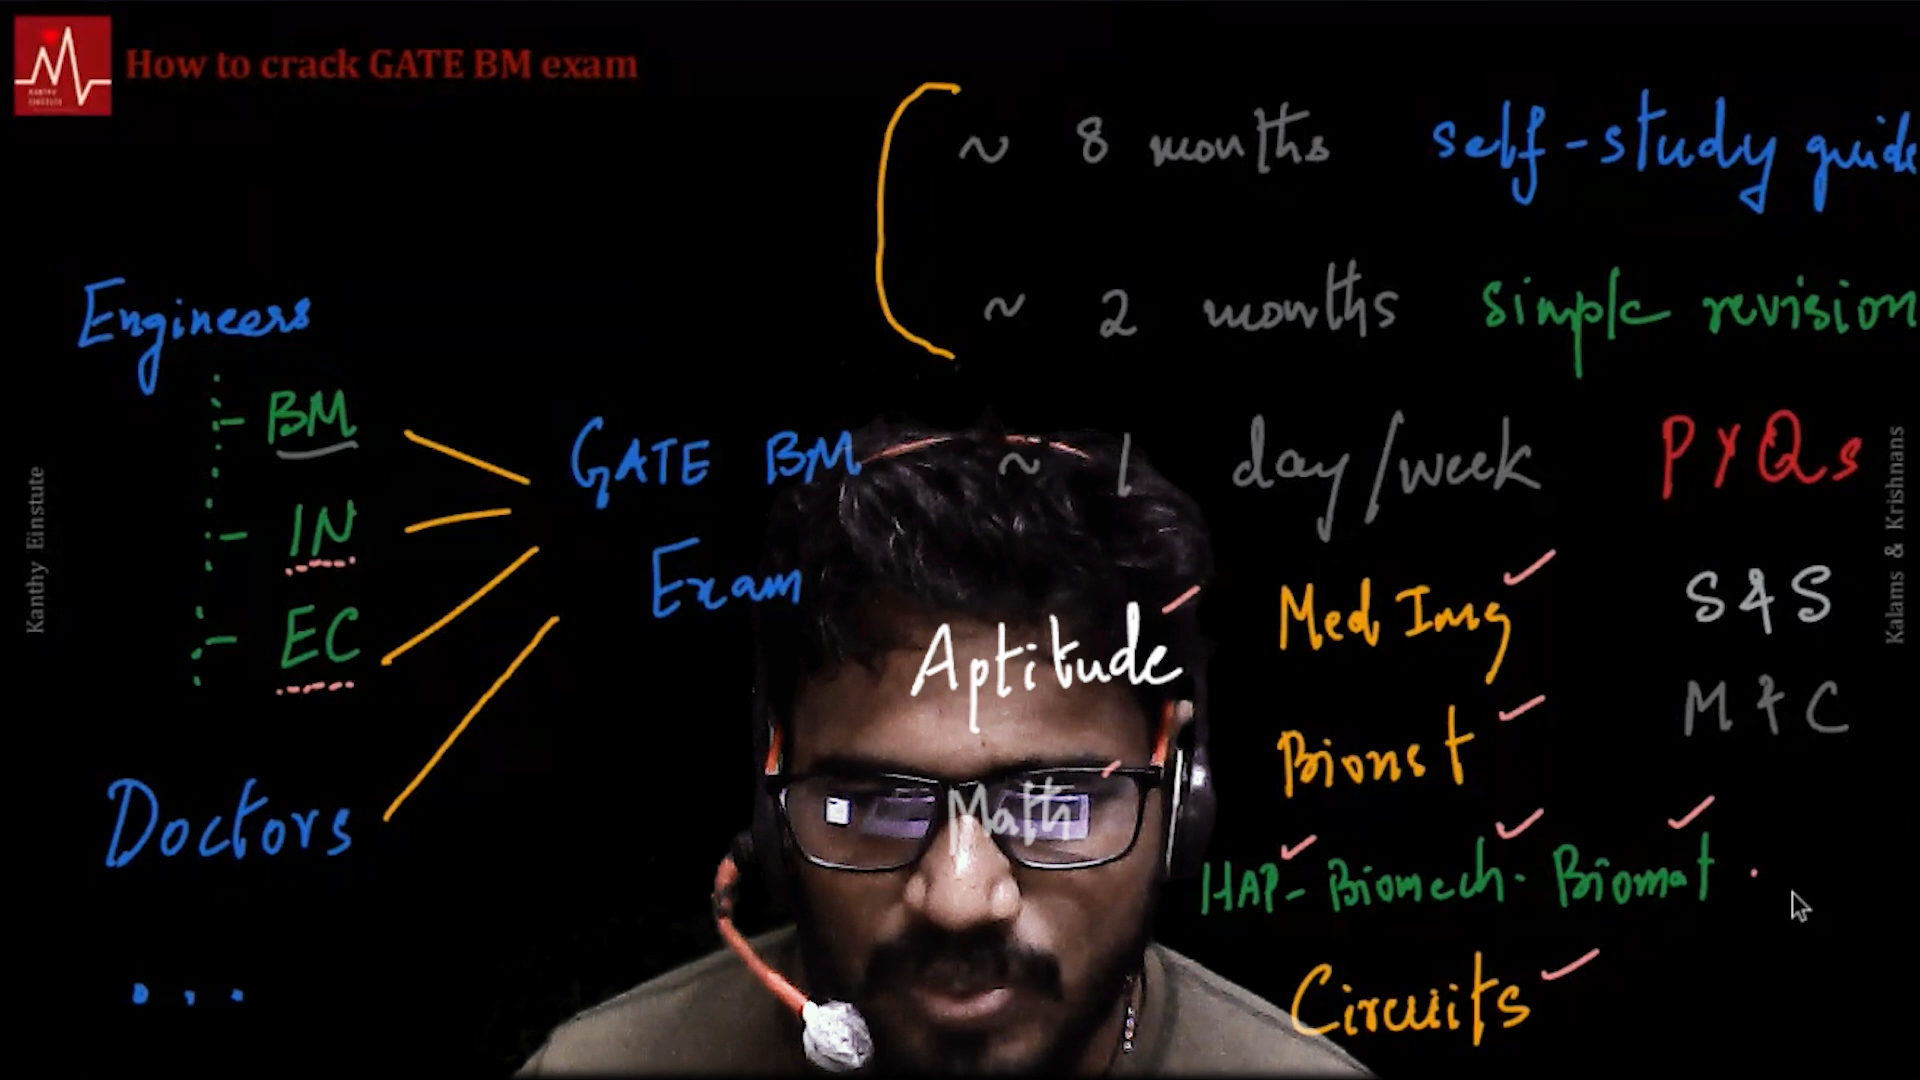 How to crack GATE BM exam
KANTHY
EINSTUTE
~ 8 months self-study guide
~ 2 months simple revision
Engineers
- BM
- IN
- EC
Doctors
...
GATE BM
Exam
~ 1 day/week PYQs
Aptitude
Math
Med Img
S & S
M & C
Bionst
HAP - Biomech - Biomat .
Circuits
Kanthy Einstute
Kalams & Krishnans